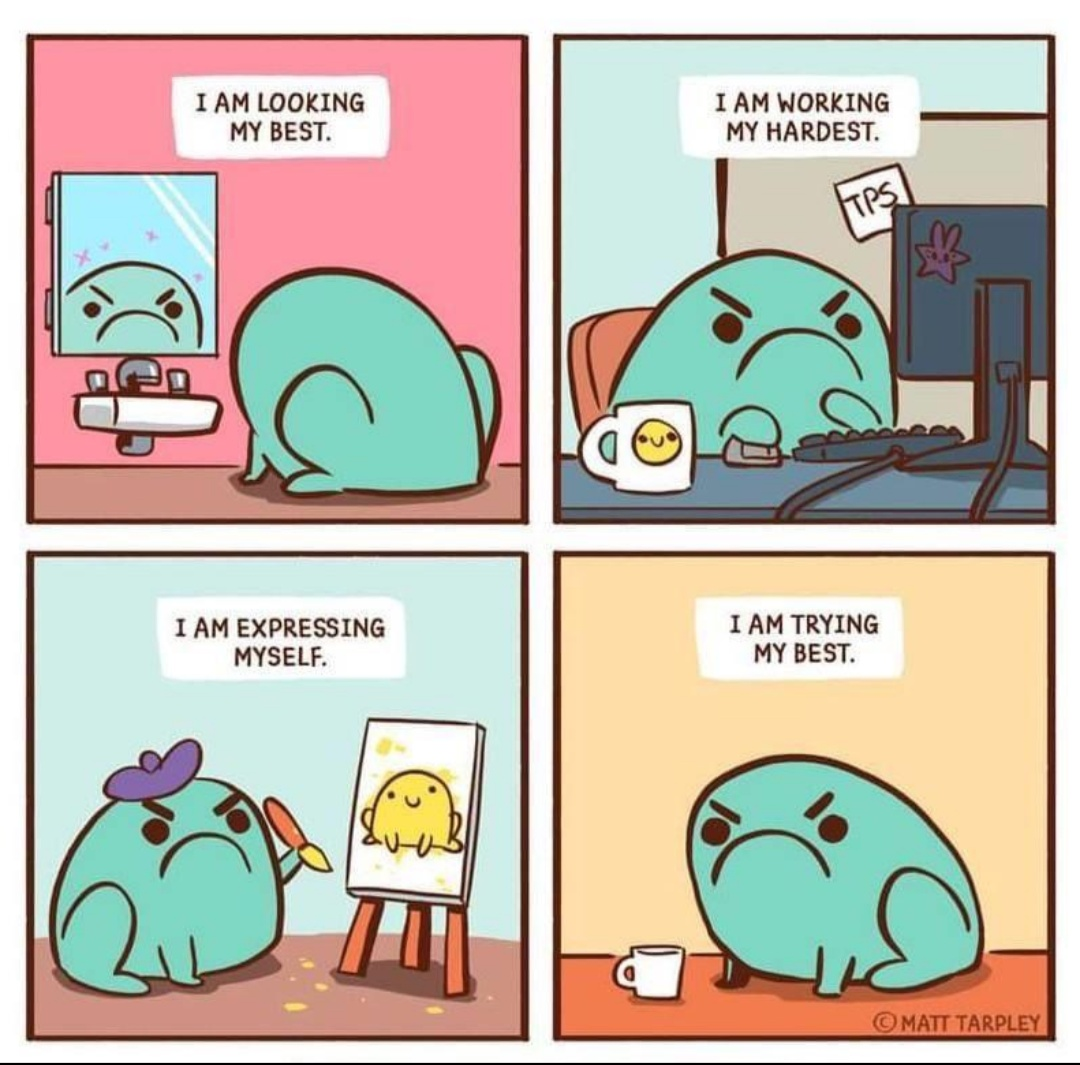 I AM LOOKING
MY BEST.
I AM WORKING
MY HARDEST.
TPS
I AM EXPRESSING
MYSELF.
I AM TRYING
MY BEST.
© MATT TARPLEY